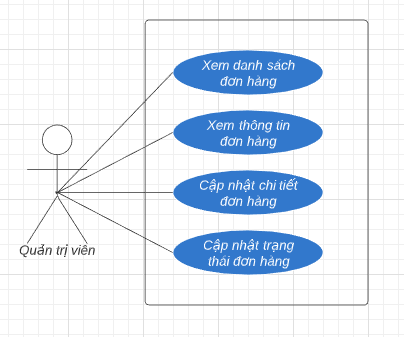 Xem danh sách
đơn hàng
Xem thông tin
đơn hàng
Cập nhật chi tiết
đơn hàng
Cập nhật trạng
thái đơn hàng
Quản trị viên